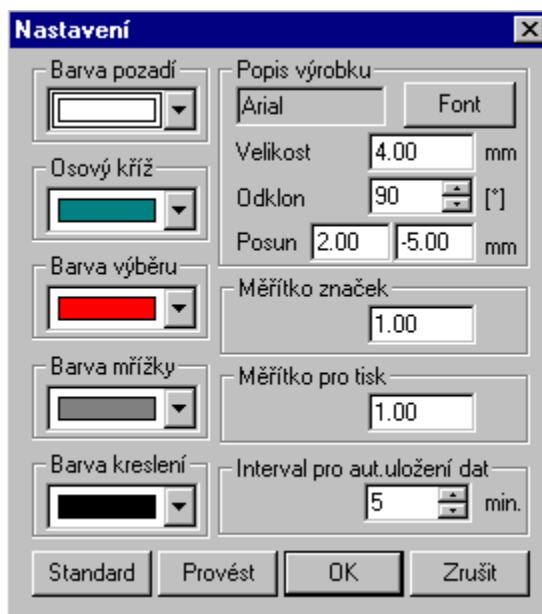 Nastavení
Barva pozadí
Osový kříž
Barva výběru
Barva mřížky
Barva kreslení
Popis výrobku
Arial Font
Velikost 4.00 mm
Odklon 90 [°]
Posun 2.00 -5.00 mm
Měřítko značek
1.00
Měřítko pro tisk
1.00
Interval pro aut.uložení dat
5 min.
Standard Provést OK Zrušit